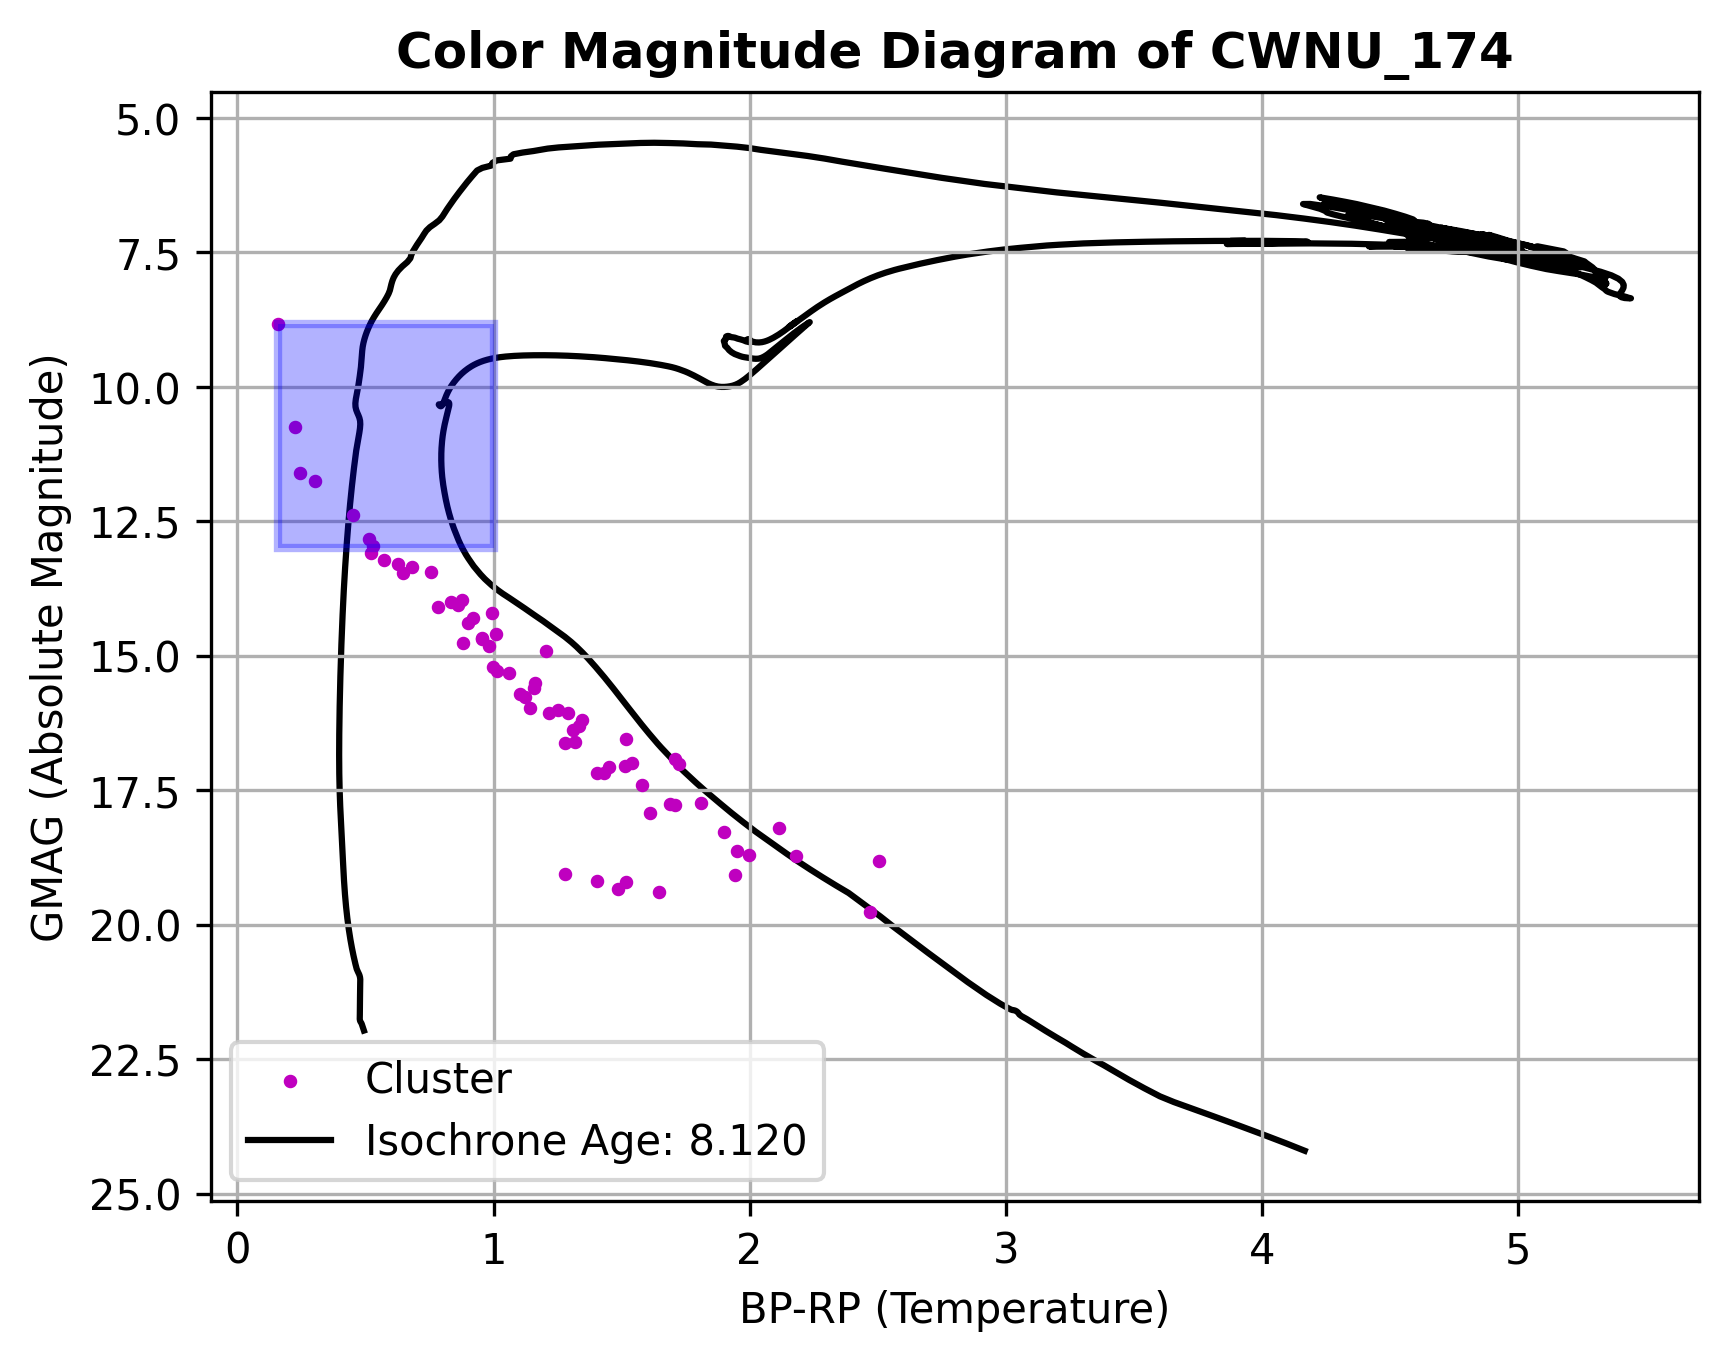 Color Magnitude Diagram of CWNU_174
GMAG (Absolute Magnitude)
5.0
7.5
10.0
12.5
15.0
17.5
20.0
22.5
25.0
Cluster
Isochrone Age: 8.120
0 1 2 3 4 5
BP-RP (Temperature)